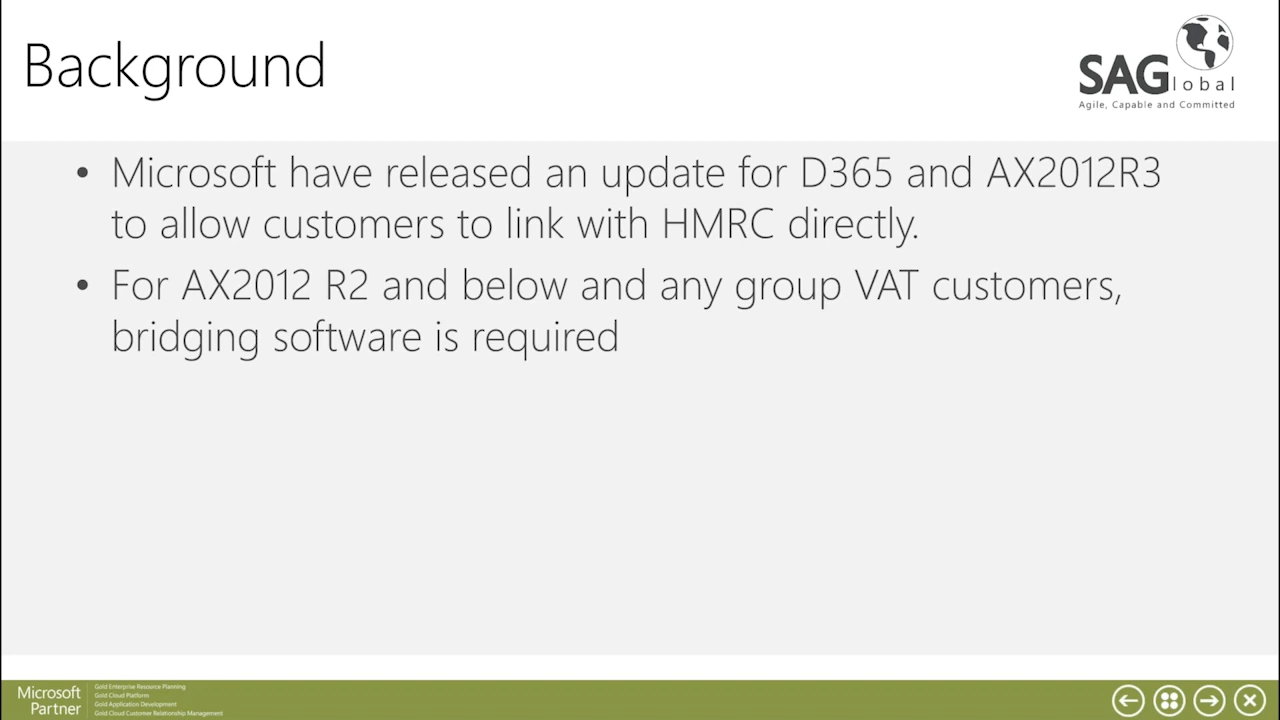 Background
SAGlobal
Agile, Capable and Committed
• Microsoft have released an update for D365 and AX2012R3
to allow customers to link with HMRC directly.
• For AX2012 R2 and below and any group VAT customers,
bridging software is required
Microsoft
Partner
Gold Enterprise Resource Planning
Gold Cloud Platform
Gold Application Development
Gold Cloud Customer Relationship Management